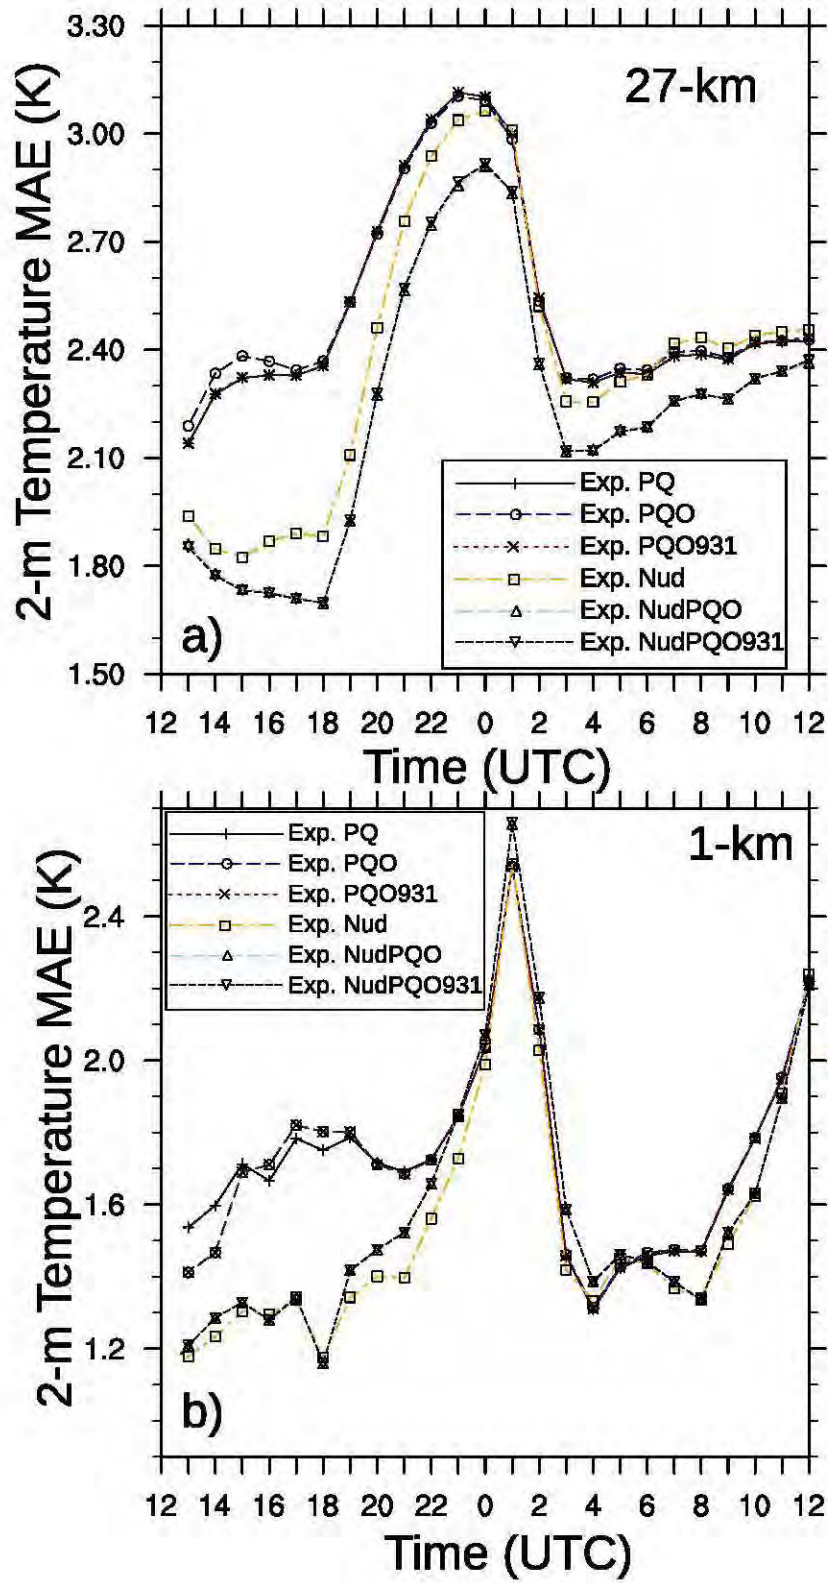 3.30
3.00
2.70
2.40
2.10
1.80
1.50
2-m Temperature MAE (K)
27-km
Exp. PQ
Exp. PQO
Exp. PQO931
Exp. Nud
Exp. NudPQO
Exp. NudPQO931
a)
12 14 16 18 20 22 0 2 4 6 8 10 12
Time (UTC)
2.4
2.0
1.6
1.2
2-m Temperature MAE (K)
1-km
Exp. PQ
Exp. PQO
Exp. PQO931
Exp. Nud
Exp. NudPQO
Exp. NudPQO931
b)
12 14 16 18 20 22 0 2 4 6 8 10 12
Time (UTC)